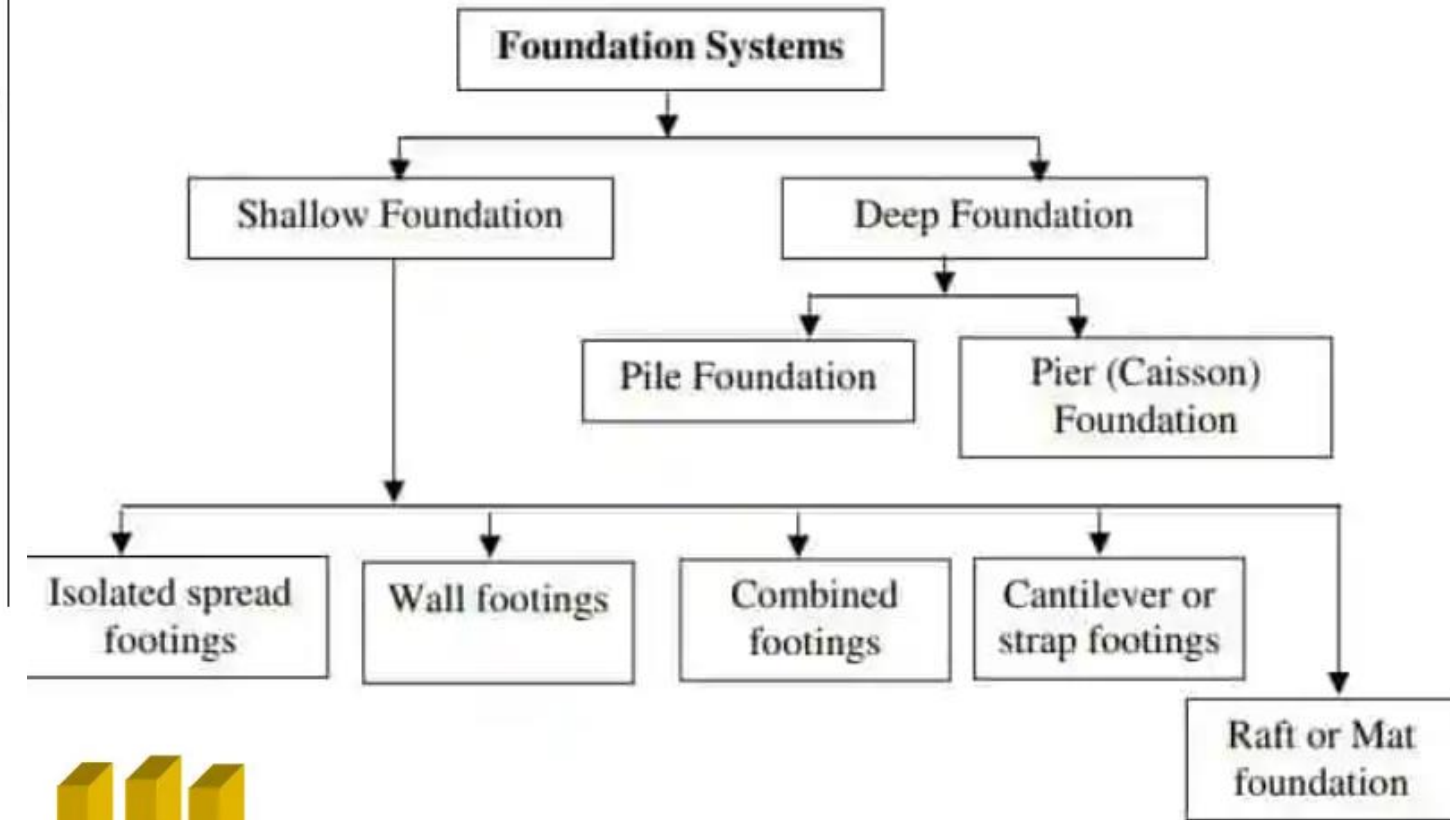 Foundation Systems
Shallow Foundation
Deep Foundation
Pile Foundation
Pier (Caisson)
Foundation
Isolated spread
footings
Wall footings
Combined
footings
Cantilever or
strap footings
Raft or Mat
foundation